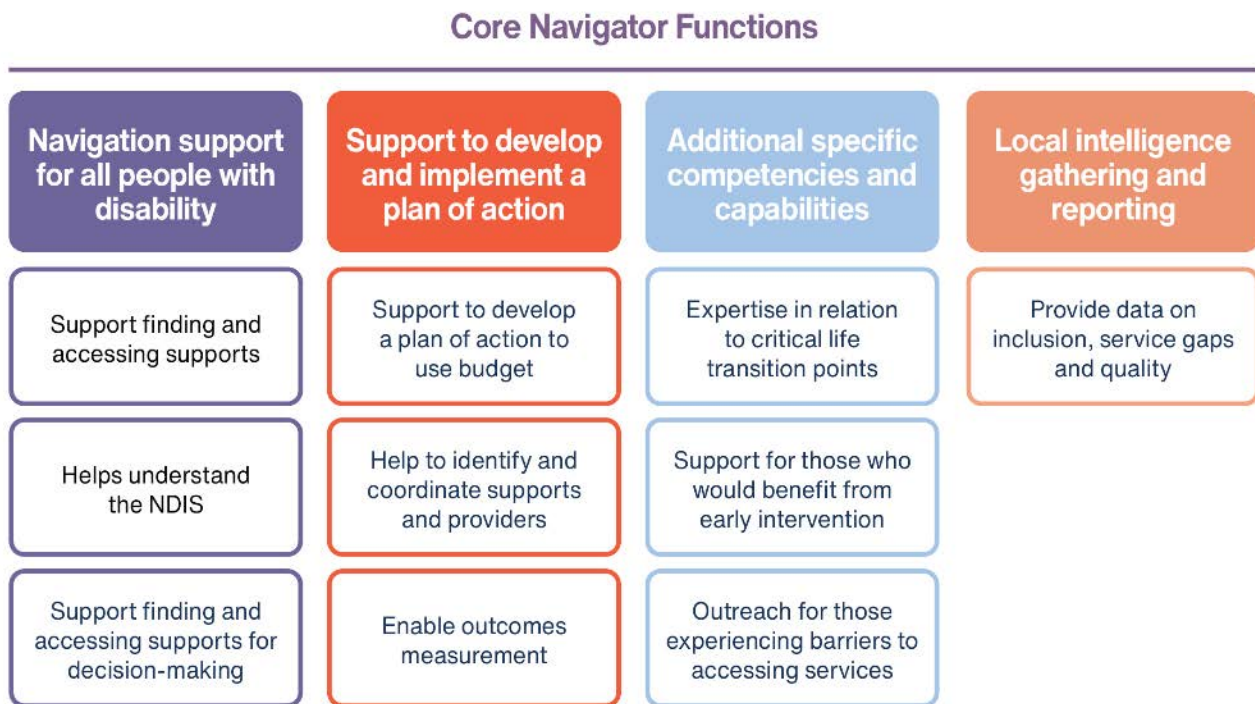 Core Navigator Functions
Navigation support
for all people with
disability
Support finding and
accessing supports
Helps understand
the NDIS
Support finding and
accessing supports for
decision-making
Support to develop
and implement a
plan of action
Support to develop
a plan of action to
use budget
Help to identify and
coordinate supports
and providers
Enable outcomes
measurement
Additional specific
competencies and
capabilities
Expertise in relation
to critical life
transition points
Support for those who
would benefit from
early intervention
Outreach for those
experiencing barriers to
accessing services
Local intelligence
gathering and
reporting
Provide data on
inclusion, service gaps
and quality